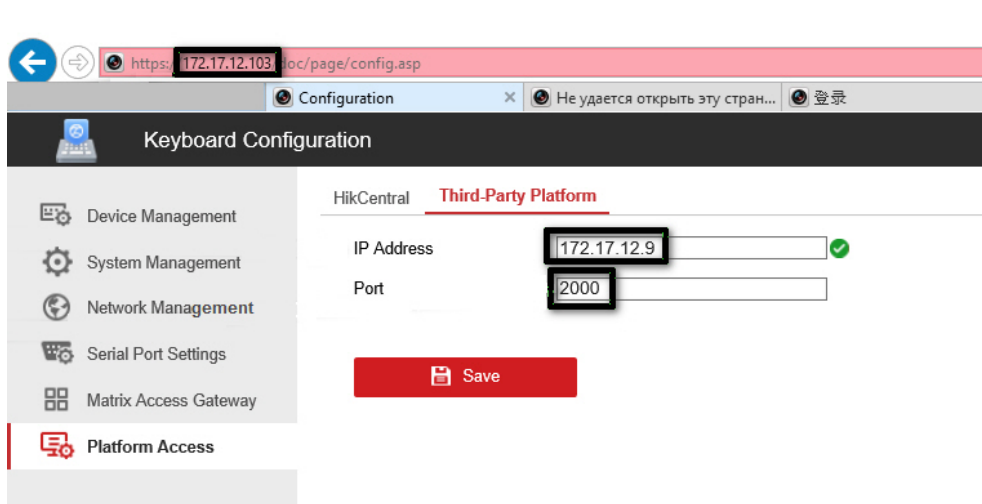 https://172.17.12.103/doc/page/config.asp
Configuration × Не удается открыть эту стран... 登录
Keyboard Configuration
HikCentral Third-Party Platform
Device Management
IP Address 172.17.12.9
System Management
Port 2000
Network Management
Serial Port Settings
Save
Matrix Access Gateway
Platform Access